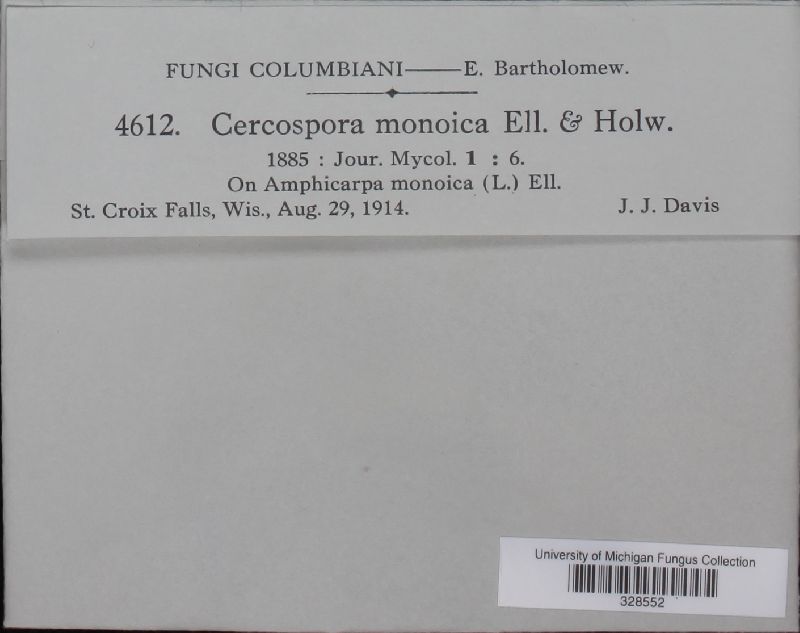 FUNGI COLUMBIANI——E. Bartholomew.
4612. Cercospora monoica Ell. & Holw.
1885 : Jour. Mycol. 1 : 6.
On Amphicarpa monoica (L.) Ell.
St. Croix Falls, Wis., Aug. 29, 1914. J. J. Davis
University of Michigan Fungus Collection
328552